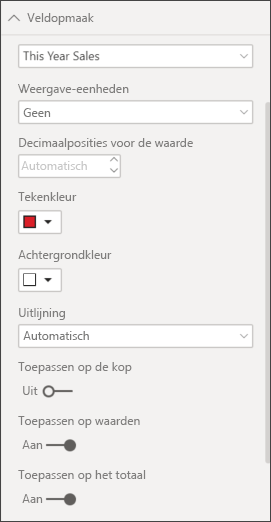 Veldopmaak
This Year Sales
Weergave-eenheden
Geen
Decimaalposities voor de waarde
Automatisch
Tekenkleur
Achtergrondkleur
Uitlijning
Automatisch
Toepassen op de kop
Uit
Toepassen op waarden
Aan
Toepassen op het totaal
Aan